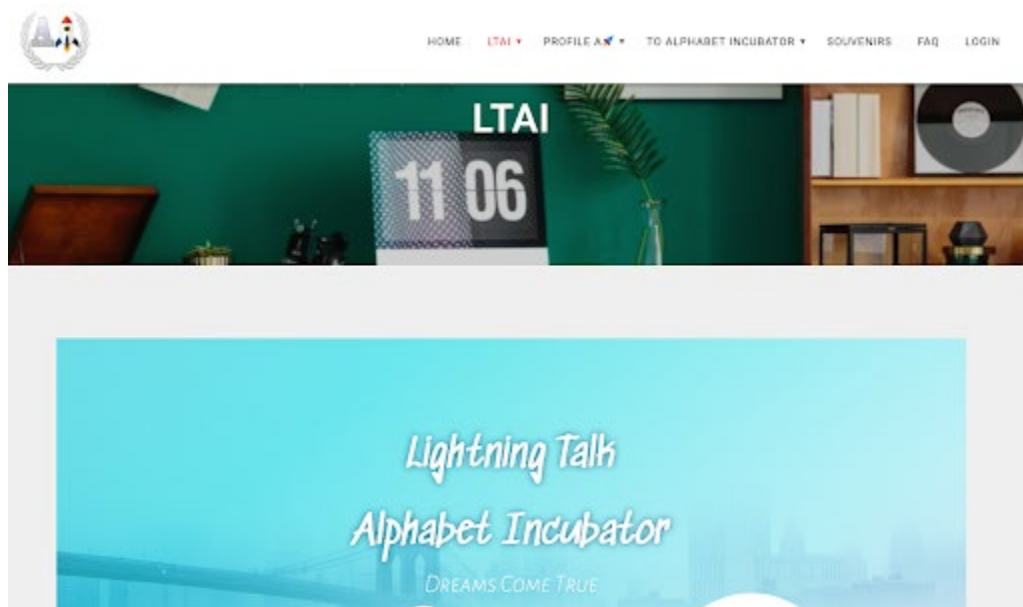 HOME LTAI ▾ PROFILE A🚀 ▾ TO ALPHABET INCUBATOR ▾ SOUVENIRS FAQ LOGIN
LTAI
11 06
Lightning Talk
Alphabet Incubator
DREAMS COME TRUE